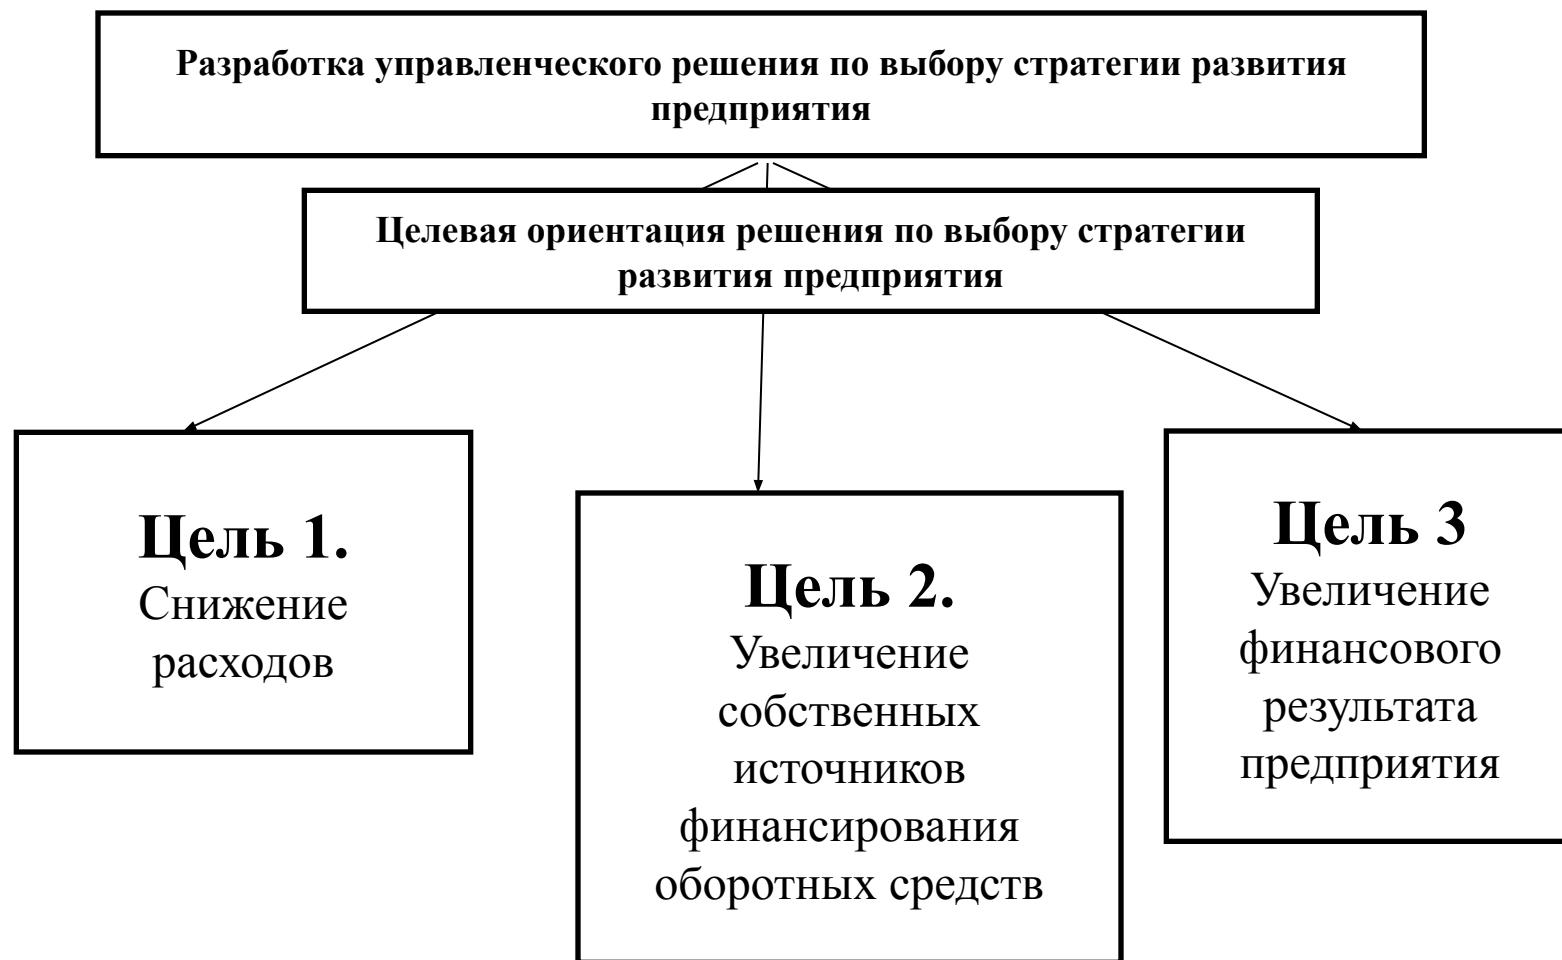 Разработка управленческого решения по выбору стратегии развития
предприятия
Целевая ориентация решения по выбору стратегии
развития предприятия
Цель 1.
Снижение
расходов
Цель 2.
Увеличение
собственных
источников
финансирования
оборотных средств
Цель 3
Увеличение
финансового
результата
предприятия